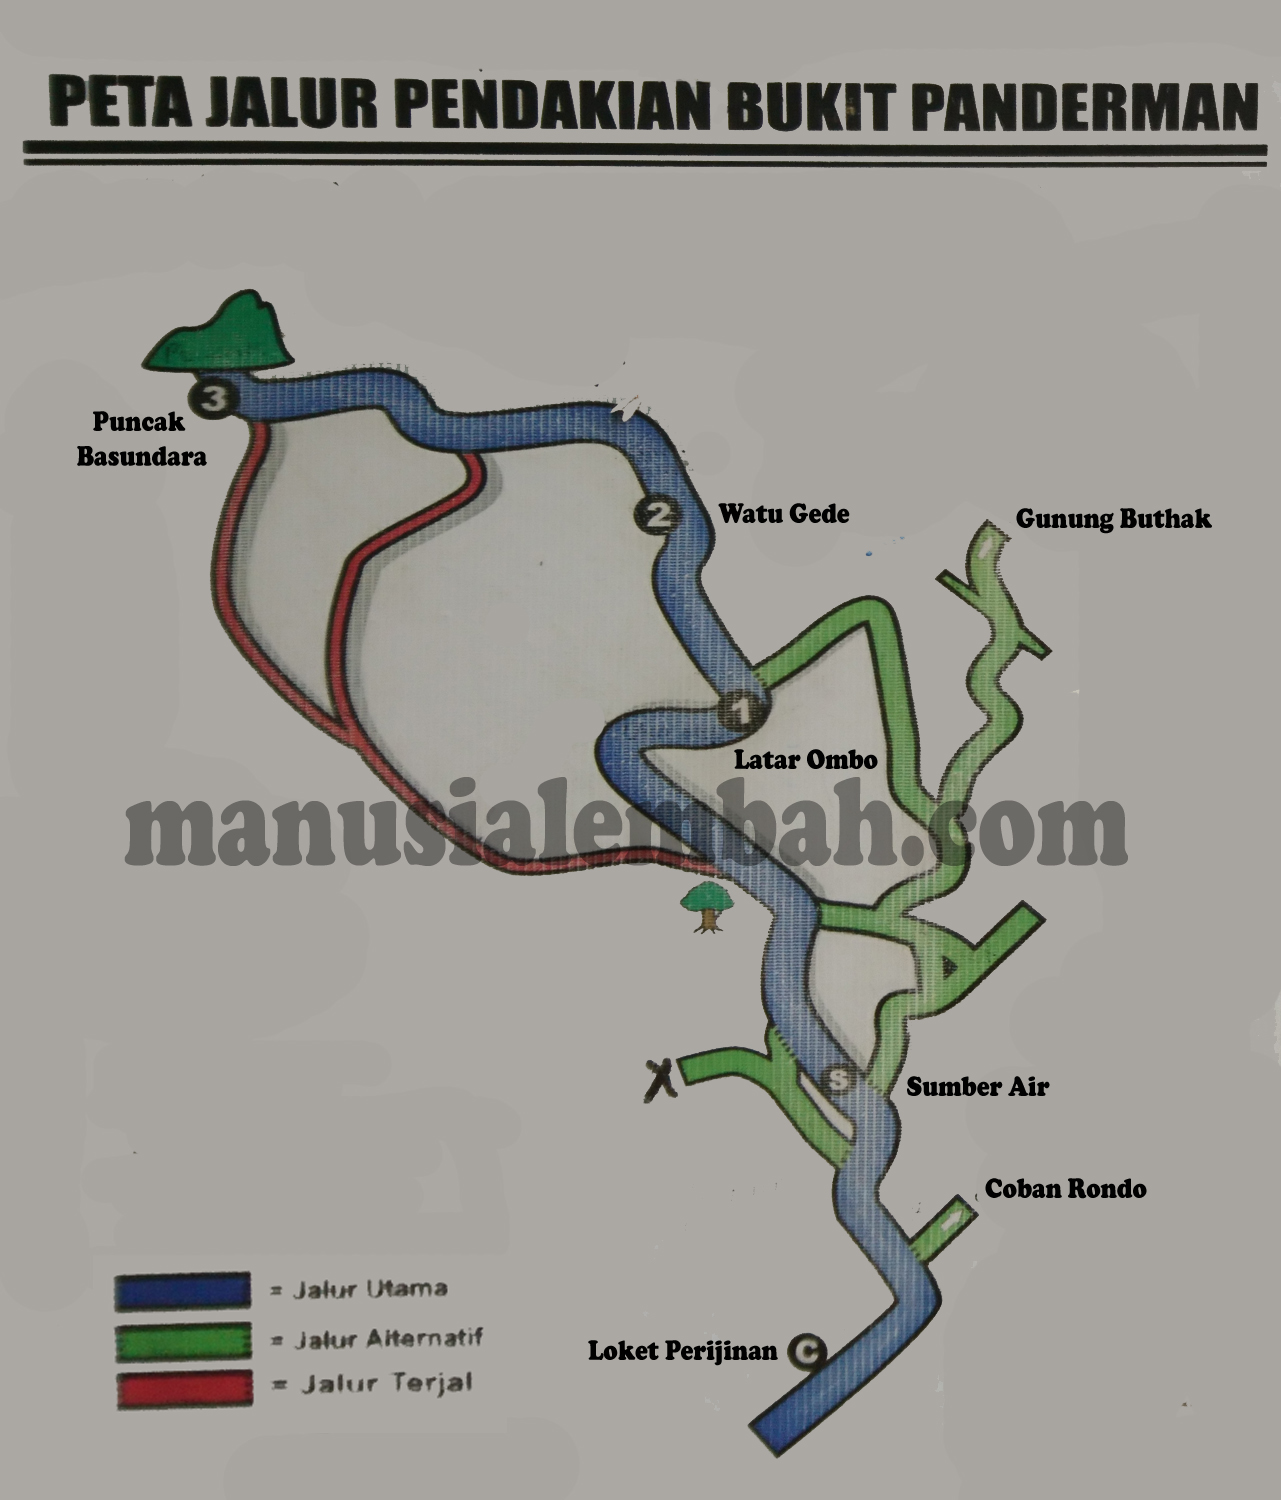 PETA JALUR PENDAKIAN BUKIT PANDERMAN
3
Puncak
Basundara
2
Watu Gede
Gunung Buthak
1
Latar Ombo
manusialembah.com
X
S
Sumber Air
Coban Rondo
= Jalur Utama
= Jalur Alternatif
= Jalur Terjal
Loket Perijinan
C